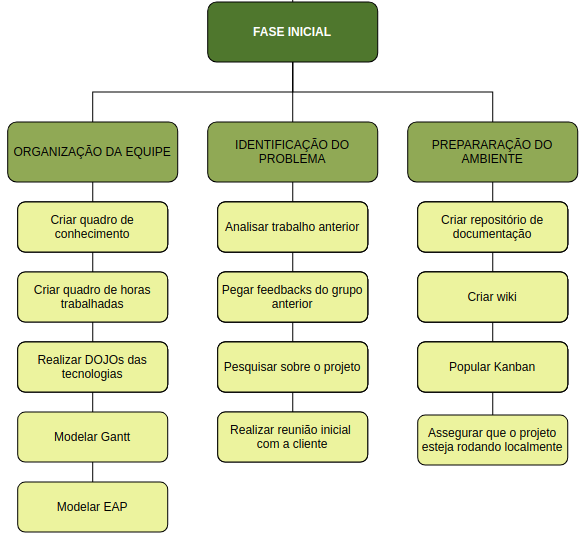 FASE INICIAL
ORGANIZAÇÃO DA EQUIPE
Criar quadro de
conhecimento
Criar quadro de horas
trabalhadas
Realizar DOJOs das
tecnologias
Modelar Gantt
Modelar EAP
IDENTIFICAÇÃO DO
PROBLEMA
Analisar trabalho anterior
Pegar feedbacks do grupo
anterior
Pesquisar sobre o projeto
Realizar reunião inicial
com a cliente
PREPARARAÇÃO DO
AMBIENTE
Criar repositório de
documentação
Criar wiki
Popular Kanban
Assegurar que o projeto
esteja rodando localmente